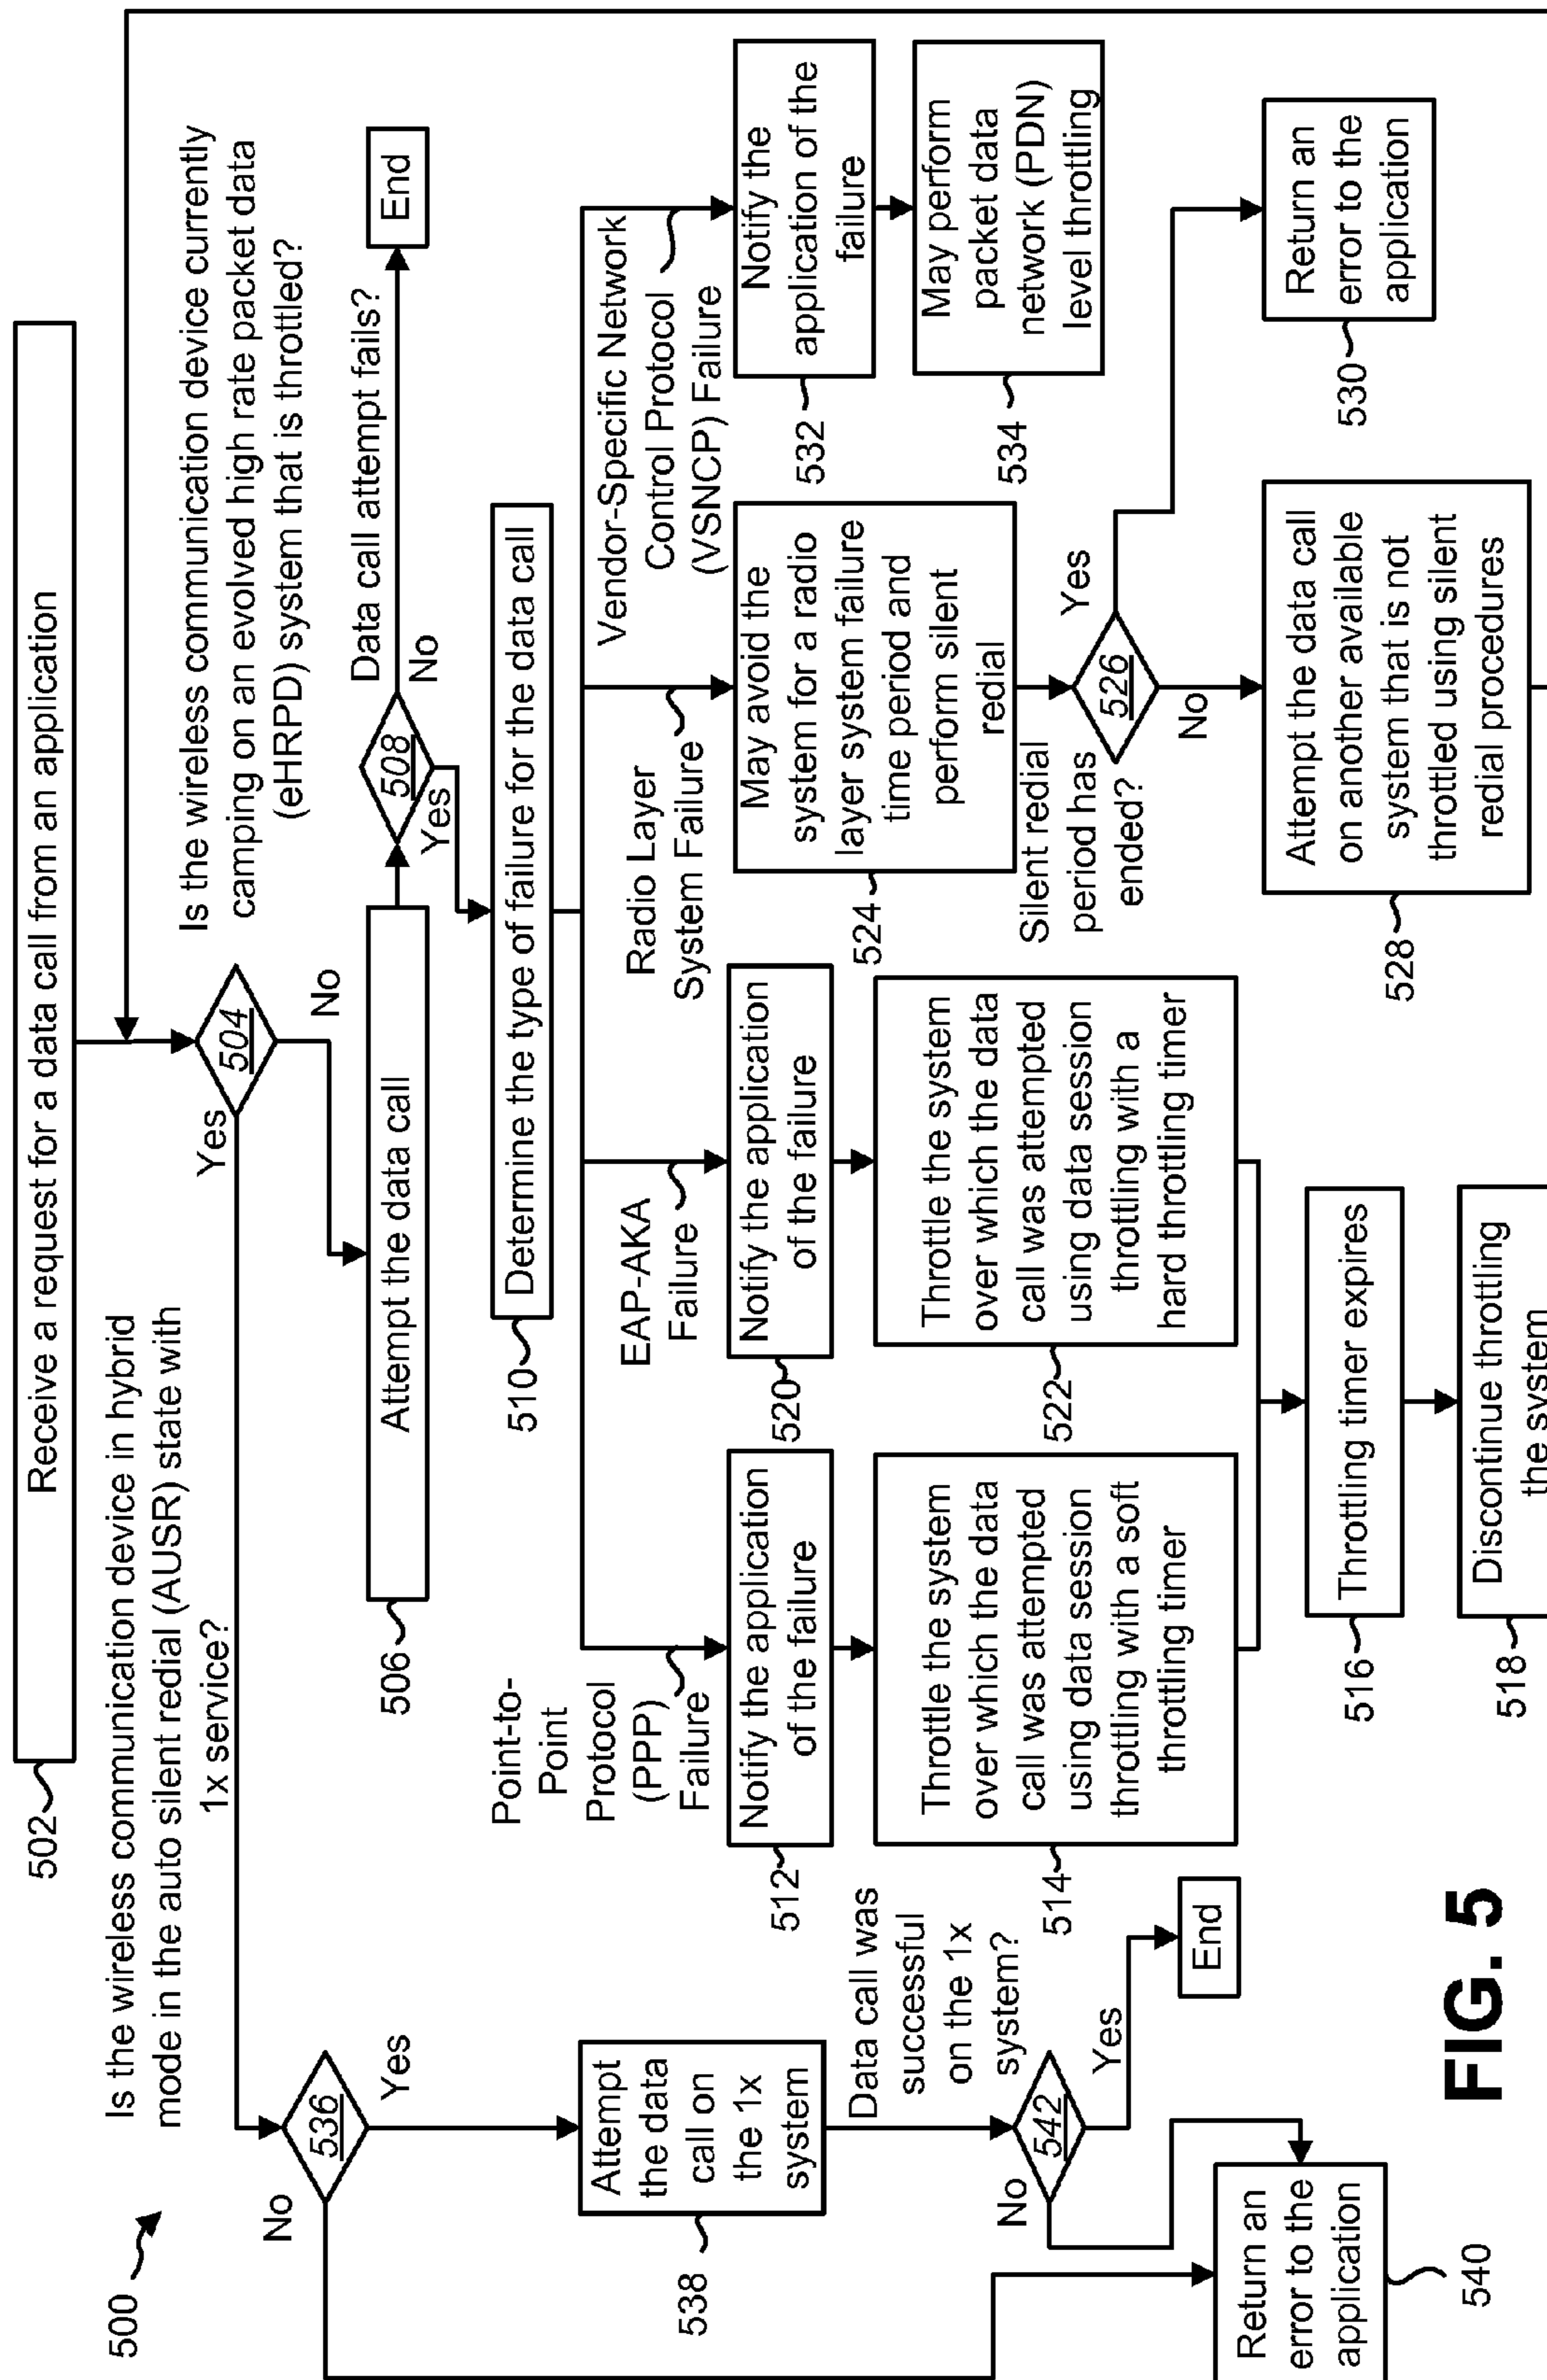 500
502
Receive a request for a data call from an application
Is the wireless communication device currently
camping on an evolved high rate packet data
(eHRPD) system that is throttled?
504
Yes
No
Is the wireless communication device in hybrid
mode in the auto silent redial (AUSR) state with
1x service?
536
No
Yes
506
Attempt the data call
Data call attempt fails?
508
No
Yes
End
510
Determine the type of failure for the data call
Point-to-
Point
Protocol
(PPP)
Failure
EAP-AKA
Failure
Radio Layer
System Failure
Vendor-Specific Network
Control Protocol
(VSNCP) Failure
538
Attempt
the data
call on
the 1x
system
512
Notify the application
of the failure
520
Notify the application
of the failure
524
May avoid the
system for a radio
layer system failure
time period and
perform silent
redial
532
Notify the
application of the
failure
534
May perform
packet data
network (PDN)
level throttling
514
Throttle the system
over which the data
call was attempted
using data session
throttling with a soft
throttling timer
522
Throttle the system
over which the data
call was attempted
using data session
throttling with a
hard throttling timer
Silent redial
period has
ended?
526
Yes
No
Data call was
successful
on the 1x
system?
542
No
Yes
End
540
Return an
error to the
application
516
Throttling timer expires
518
Discontinue throttling
the system
528
Attempt the data call
on another available
system that is not
throttled using silent
redial procedures
530
Return an
error to the
application
FIG. 5